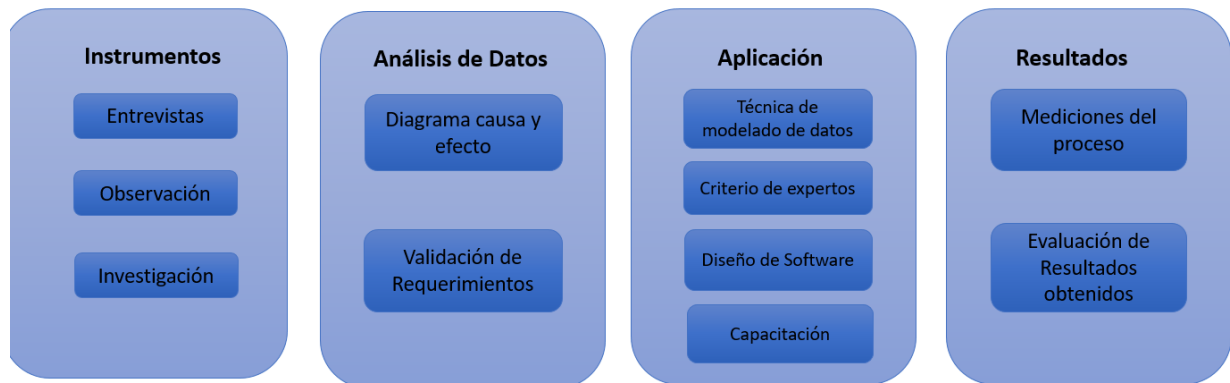 Instrumentos
Entrevistas
Observación
Investigación
Análisis de Datos
Diagrama causa y
efecto
Validación de
Requerimientos
Aplicación
Técnica de
modelado de datos
Criterio de expertos
Diseño de Software
Capacitación
Resultados
Mediciones del
proceso
Evaluación de
Resultados
obtenidos